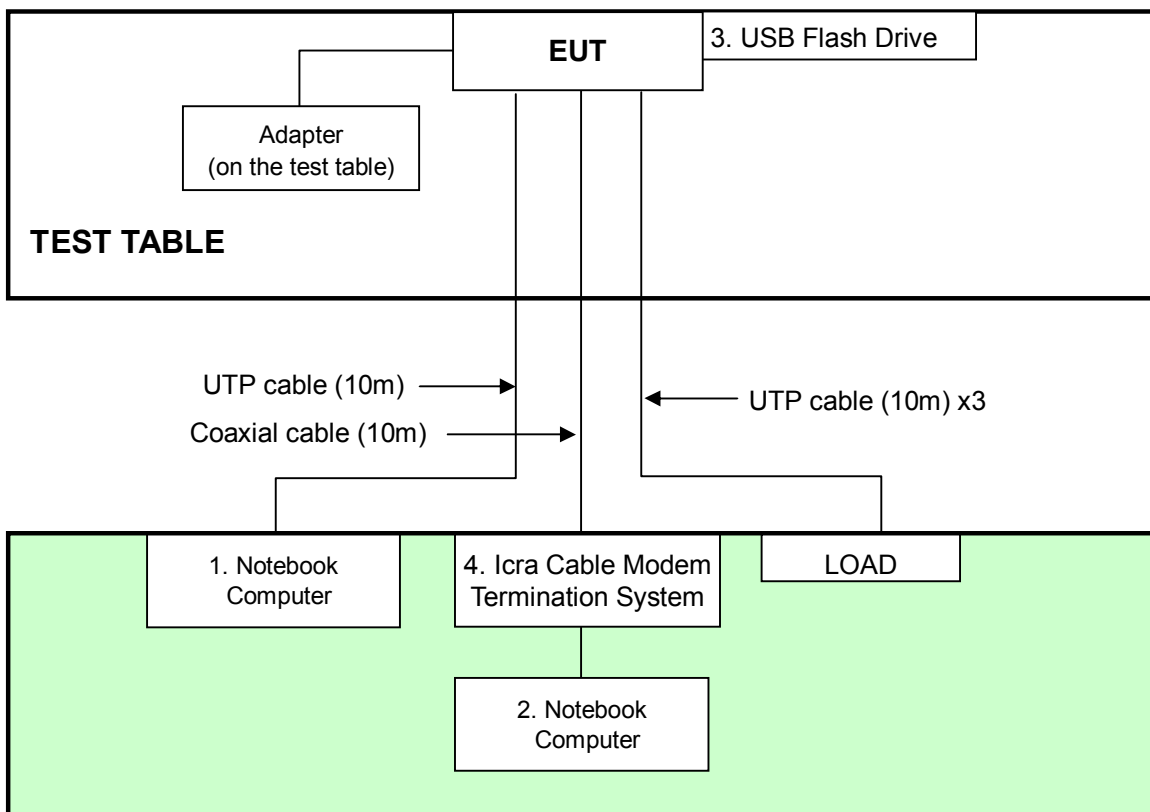 EUT
3. USB Flash Drive
Adapter
(on the test table)
TEST TABLE
UTP cable (10m)
UTP cable (10m) x3
Coaxial cable (10m)
1. Notebook
Computer
4. Icra Cable Modem
Termination System
LOAD
2. Notebook
Computer